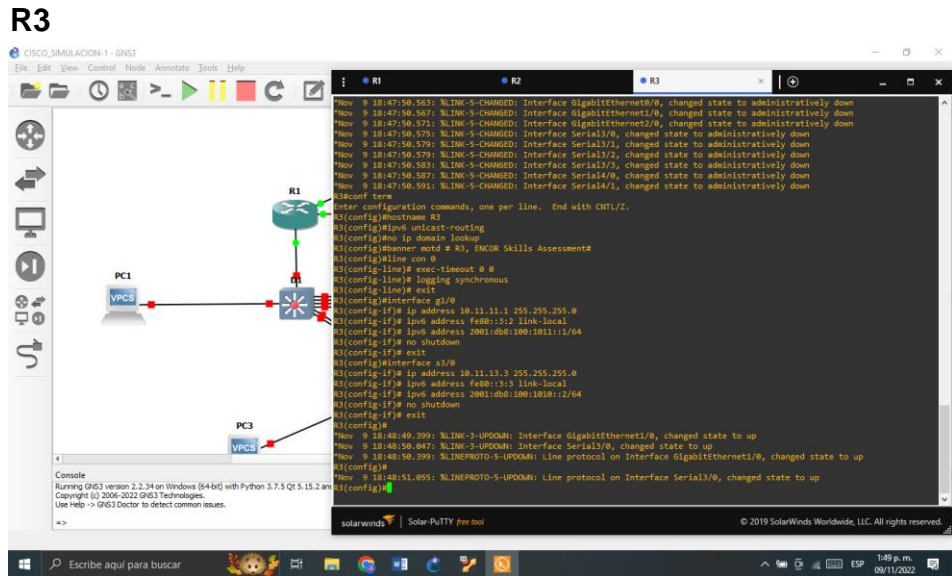 R3
CISCO_SIMULACION-1 - GNS3
File Edit View Control Node Annotate Tools Help
R1
R2
R3
*Nov  9 18:47:50.563: %LINK-5-CHANGED: Interface GigabitEthernet0/0, changed state to administratively down
*Nov  9 18:47:50.567: %LINK-5-CHANGED: Interface GigabitEthernet1/0, changed state to administratively down
*Nov  9 18:47:50.571: %LINK-5-CHANGED: Interface GigabitEthernet2/0, changed state to administratively down
*Nov  9 18:47:50.575: %LINK-5-CHANGED: Interface Serial3/0, changed state to administratively down
*Nov  9 18:47:50.579: %LINK-5-CHANGED: Interface Serial3/1, changed state to administratively down
*Nov  9 18:47:50.579: %LINK-5-CHANGED: Interface Serial3/2, changed state to administratively down
*Nov  9 18:47:50.583: %LINK-5-CHANGED: Interface Serial3/3, changed state to administratively down
*Nov  9 18:47:50.587: %LINK-5-CHANGED: Interface Serial4/0, changed state to administratively down
*Nov  9 18:47:50.591: %LINK-5-CHANGED: Interface Serial4/1, changed state to administratively down
R3#conf term
Enter configuration commands, one per line.  End with CNTL/Z.
R3(config)#hostname R3
R3(config)#ipv6 unicast-routing
R3(config)#no ip domain lookup
R3(config)#banner motd # R3, ENCOR Skills Assessment#
R3(config)#line con 0
R3(config-line)# exec-timeout 0 0
R3(config-line)# logging synchronous
R3(config-line)# exit
R3(config)#interface g1/0
R3(config-if)# ip address 10.11.11.1 255.255.255.0
R3(config-if)# ipv6 address fe80::3:2 link-local
R3(config-if)# ipv6 address 2001:db8:100:1011::1/64
R3(config-if)# no shutdown
R3(config-if)# exit
R3(config)#interface s3/0
R3(config-if)# ip address 10.11.13.3 255.255.255.0
R3(config-if)# ipv6 address fe80::3:3 link-local
R3(config-if)# ipv6 address 2001:db8:100:1010::2/64
R3(config-if)# no shutdown
R3(config-if)# exit
R3(config)#
*Nov  9 18:48:49.399: %LINK-3-UPDOWN: Interface GigabitEthernet1/0, changed state to up
*Nov  9 18:48:50.047: %LINK-3-UPDOWN: Interface Serial3/0, changed state to up
*Nov  9 18:48:50.399: %LINEPROTO-5-UPDOWN: Line protocol on Interface GigabitEthernet1/0, changed state to up
R3(config)#
*Nov  9 18:48:51.055: %LINEPROTO-5-UPDOWN: Line protocol on Interface Serial3/0, changed state to up
R3(config)#
R1
PC1
VPCS
PC3
VPCS
Console
Running GNS3 version 2.2.34 on Windows (64-bit) with Python 3.7.5 Qt 5.15.2 an
Copyright (c) 2006-2022 GNS3 Technologies.
Use Help -> GNS3 Doctor to detect common issues.
=>
solarwinds Solar-PuTTY free tool
© 2019 SolarWinds Worldwide, LLC. All rights reserved.
Escribe aquí para buscar
ESP
1:49 p. m.
09/11/2022